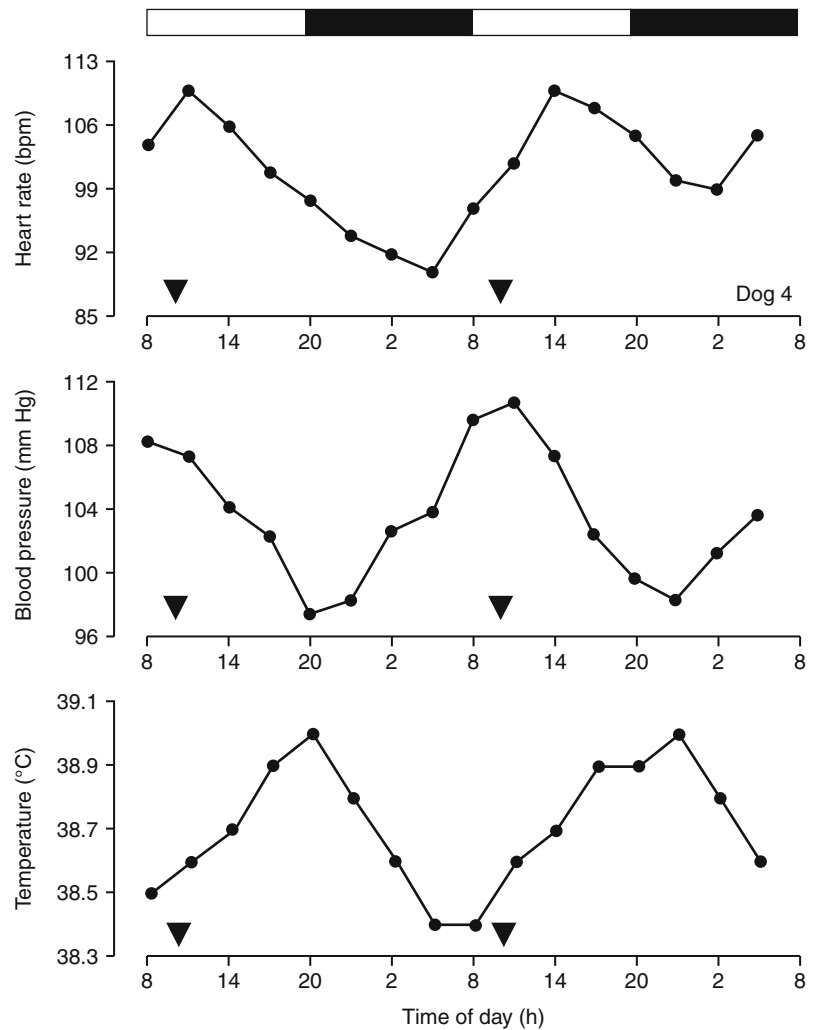 113
106
99
92
85
Heart rate (bpm)
Dog 4
8 14 20 2 8 14 20 2 8
112
108
104
100
96
Blood pressure (mm Hg)
8 14 20 2 8 14 20 2 8
39.1
38.9
38.7
38.5
38.3
Temperature (°C)
8 14 20 2 8 14 20 2 8
Time of day (h)